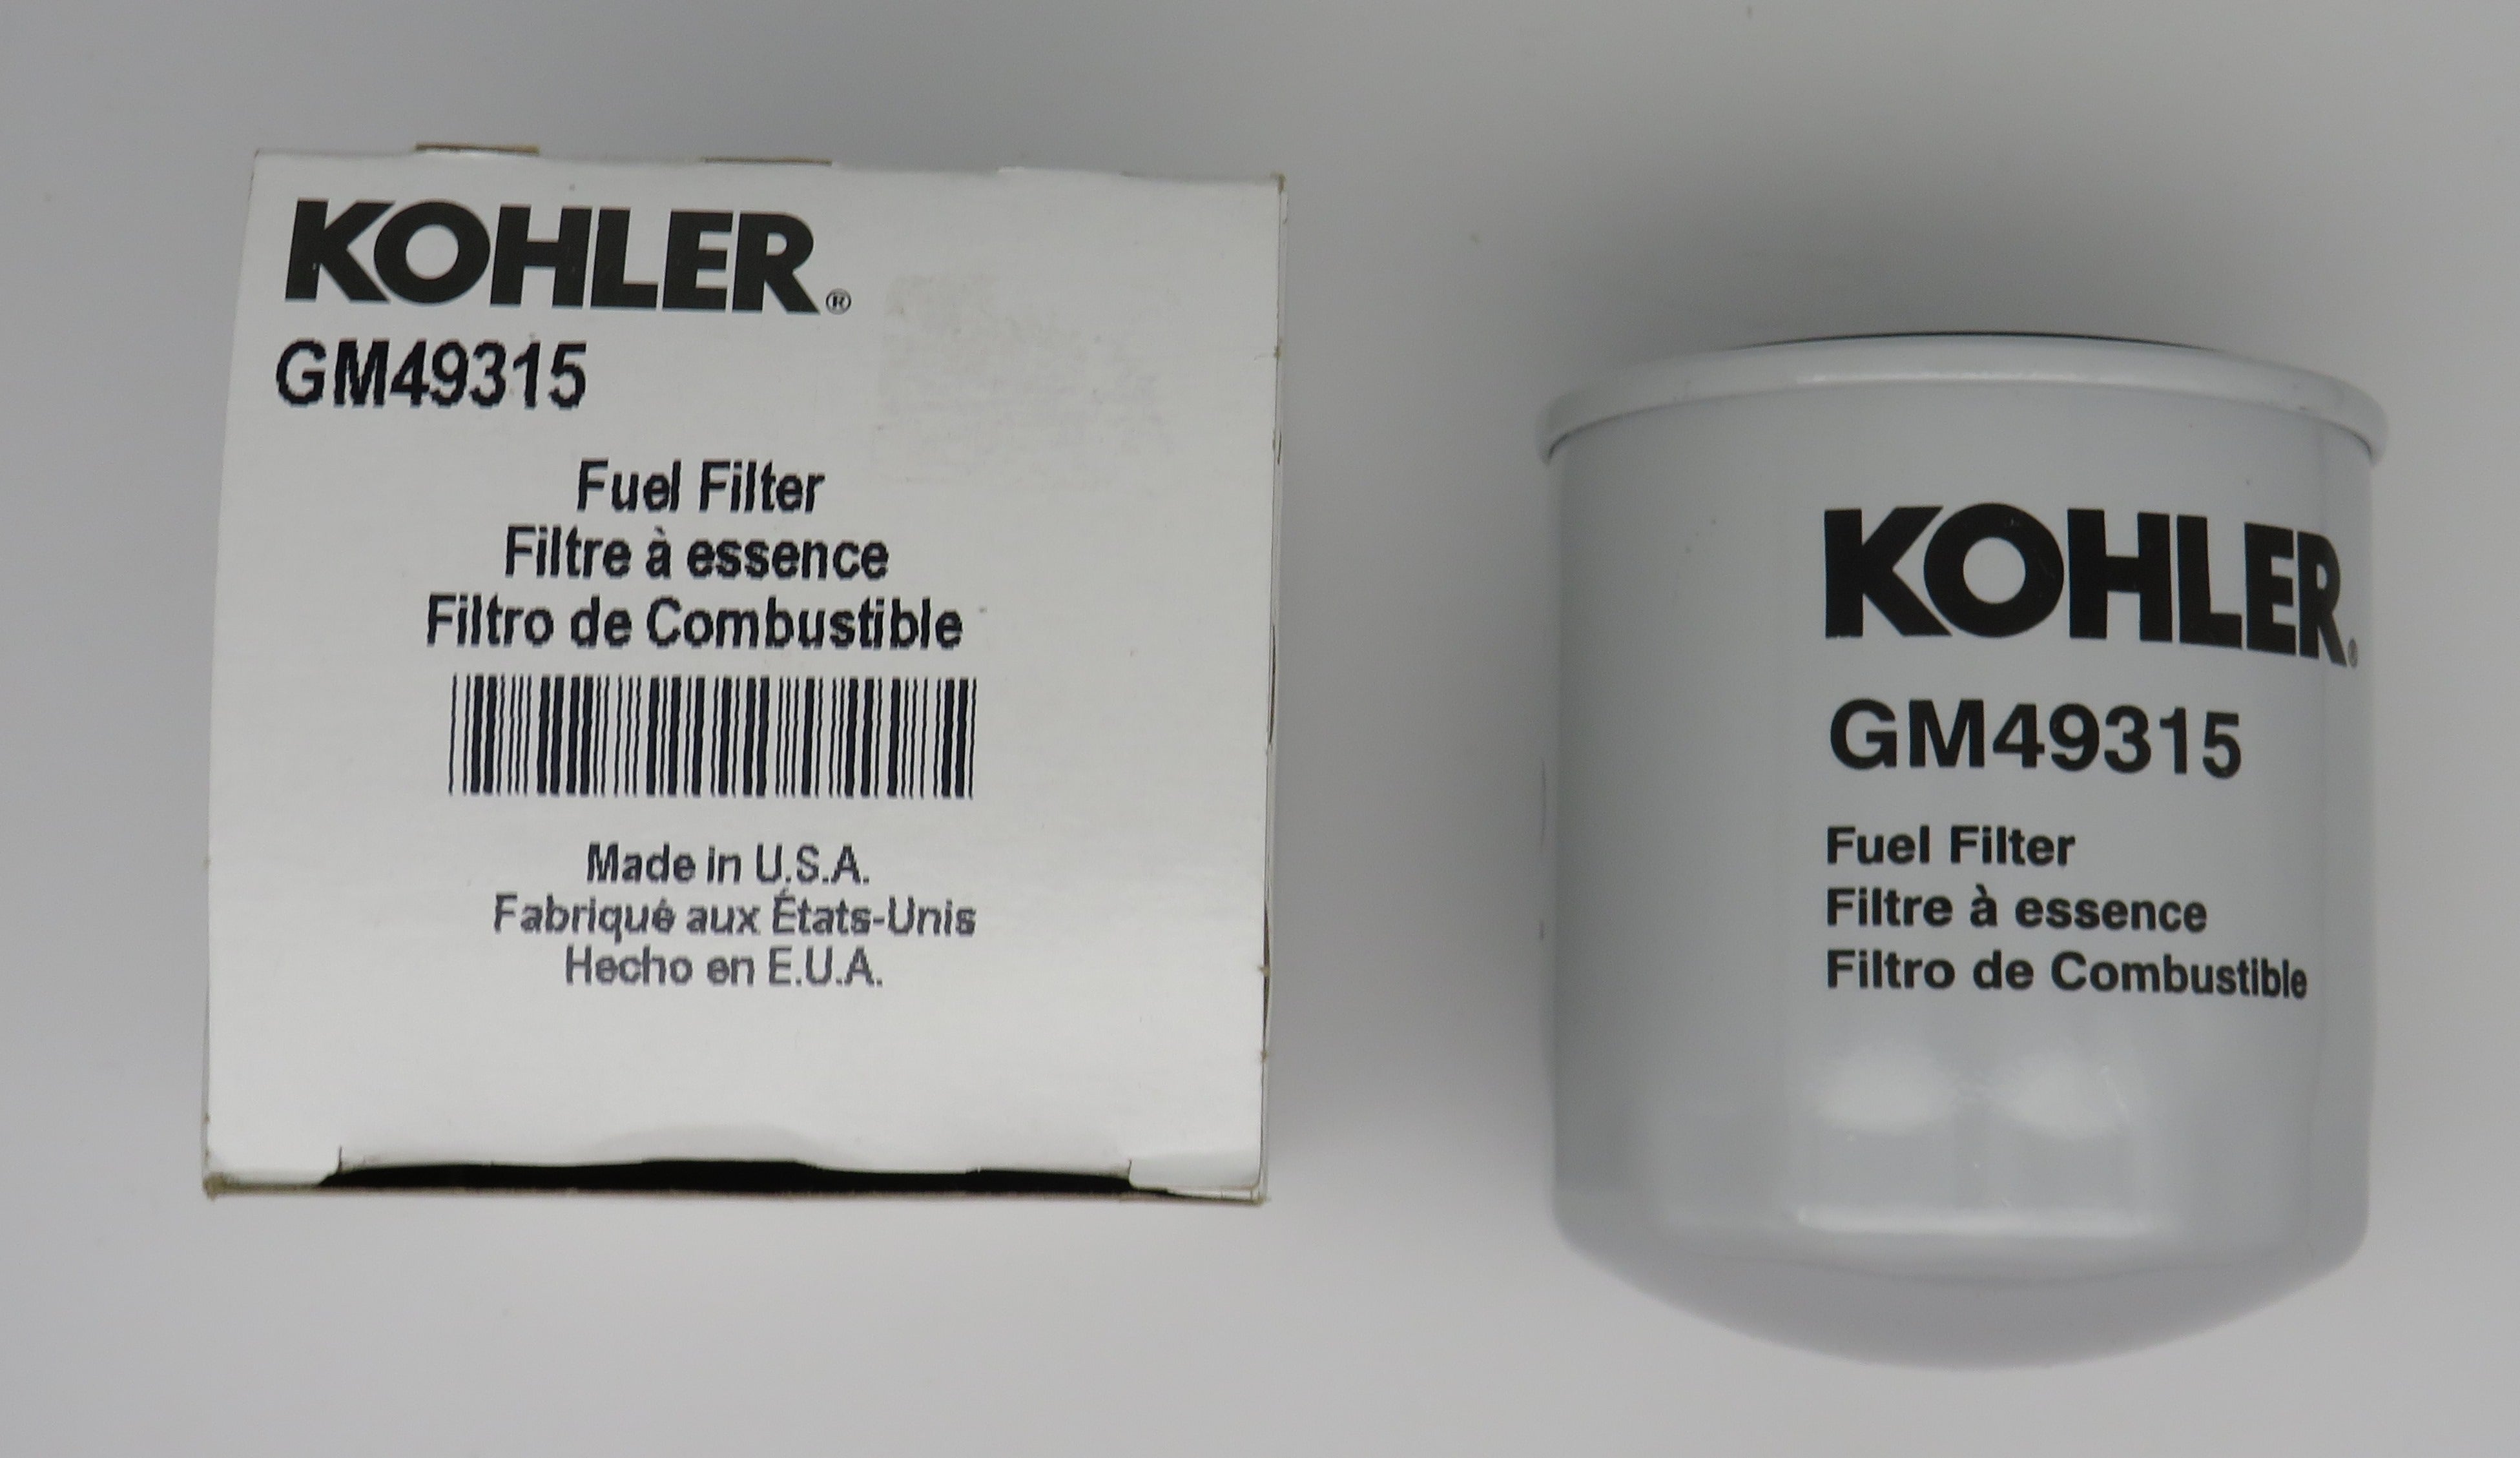 KOHLER®
GM49315
Fuel Filter
Filtre à essence
Filtro de Combustible
Made in U.S.A.
Fabriqué aux États-Unis
Hecho en E.U.A.
KOHLER®
GM49315
Fuel Filter
Filtre à essence
Filtro de Combustible